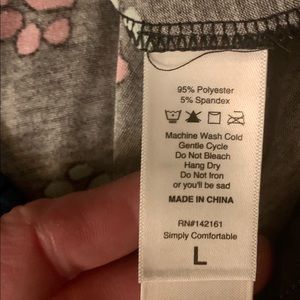 95% Polyester
5% Spandex
Machine Wash Cold
Gentle Cycle
Do Not Bleach
Hang Dry
Do Not Iron
or you'll be sad
MADE IN CHINA
RN#142161
Simply Comfortable
L